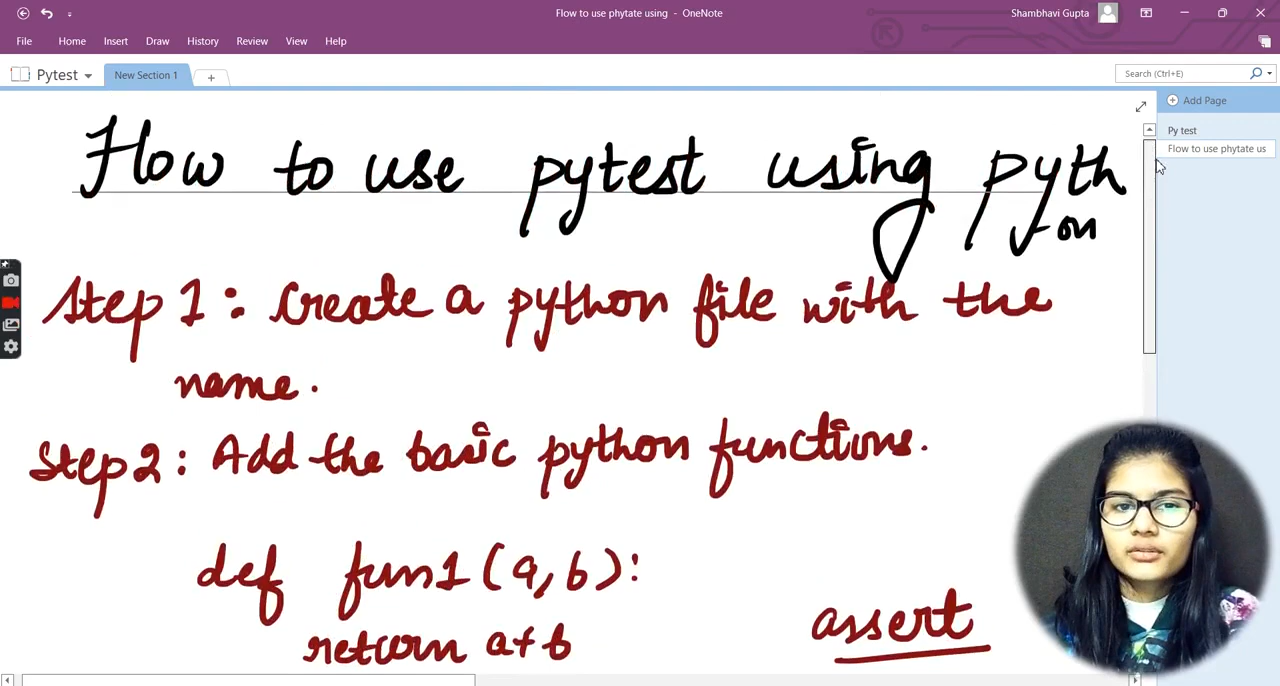 Flow to use phytate using - OneNote
Shambhavi Gupta
File Home Insert Draw History Review View Help
Pytest
New Section 1
+
Search (Ctrl+E)
Add Page
Py test
Flow to use phytate us
Flow to use pytest using pyth
on
Step 1: Create a python file with the
name.
Step 2: Add the basic python functions.
def fun1(a,b):
return a+b
assert